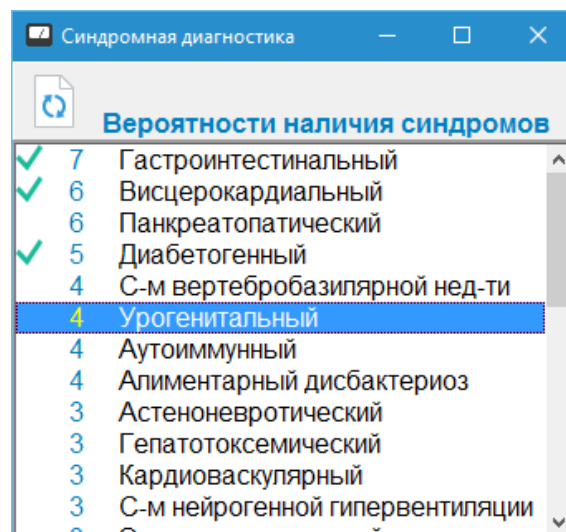 Синдромная диагностика
Вероятности наличия синдромов
7 Гастроинтестинальный
6 Висцерокардиальный
6 Панкреатопатический
5 Диабетогенный
4 С-м вертебробазилярной нед-ти
4 Урогенитальный
4 Аутоиммунный
4 Алиментарный дисбактериоз
3 Астеноневротический
3 Гепатотоксемический
3 Кардиоваскулярный
3 С-м нейрогенной гипервентиляции